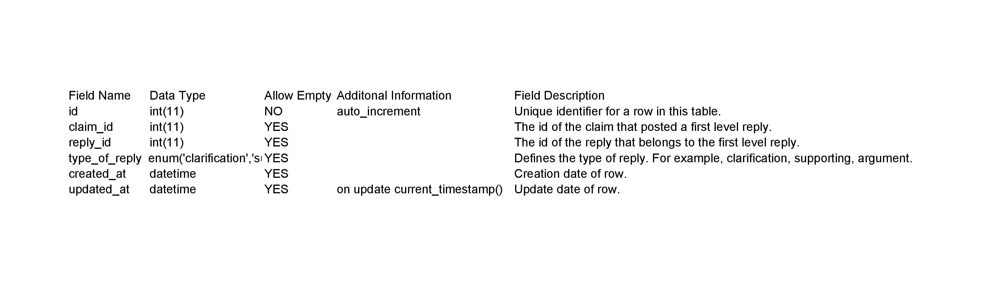 Field Name Data Type Allow Empty Additonal Information Field Description
id int(11) NO auto_increment Unique identifier for a row in this table.
claim_id int(11) YES The id of the claim that posted a first level reply.
reply_id int(11) YES The id of the reply that belongs to the first level reply.
type_of_reply enum('clarification','su YES Defines the type of reply. For example, clarification, supporting, argument.
created_at datetime YES Creation date of row.
updated_at datetime YES on update current_timestamp() Update date of row.